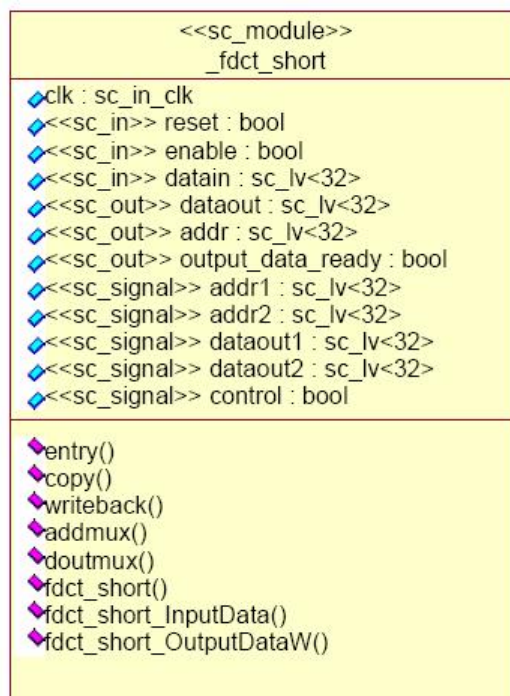 <<sc_module>>
_fdct_short
clk : sc_in_clk
<<sc_in>> reset : bool
<<sc_in>> enable : bool
<<sc_in>> datain : sc_lv<32>
<<sc_out>> dataout : sc_lv<32>
<<sc_out>> addr : sc_lv<32>
<<sc_out>> output_data_ready : bool
<<sc_signal>> addr1 : sc_lv<32>
<<sc_signal>> addr2 : sc_lv<32>
<<sc_signal>> dataout1 : sc_lv<32>
<<sc_signal>> dataout2 : sc_lv<32>
<<sc_signal>> control : bool
entry()
copy()
writeback()
addmux()
doutmux()
fdct_short()
fdct_short_InputData()
fdct_short_OutputDataW()